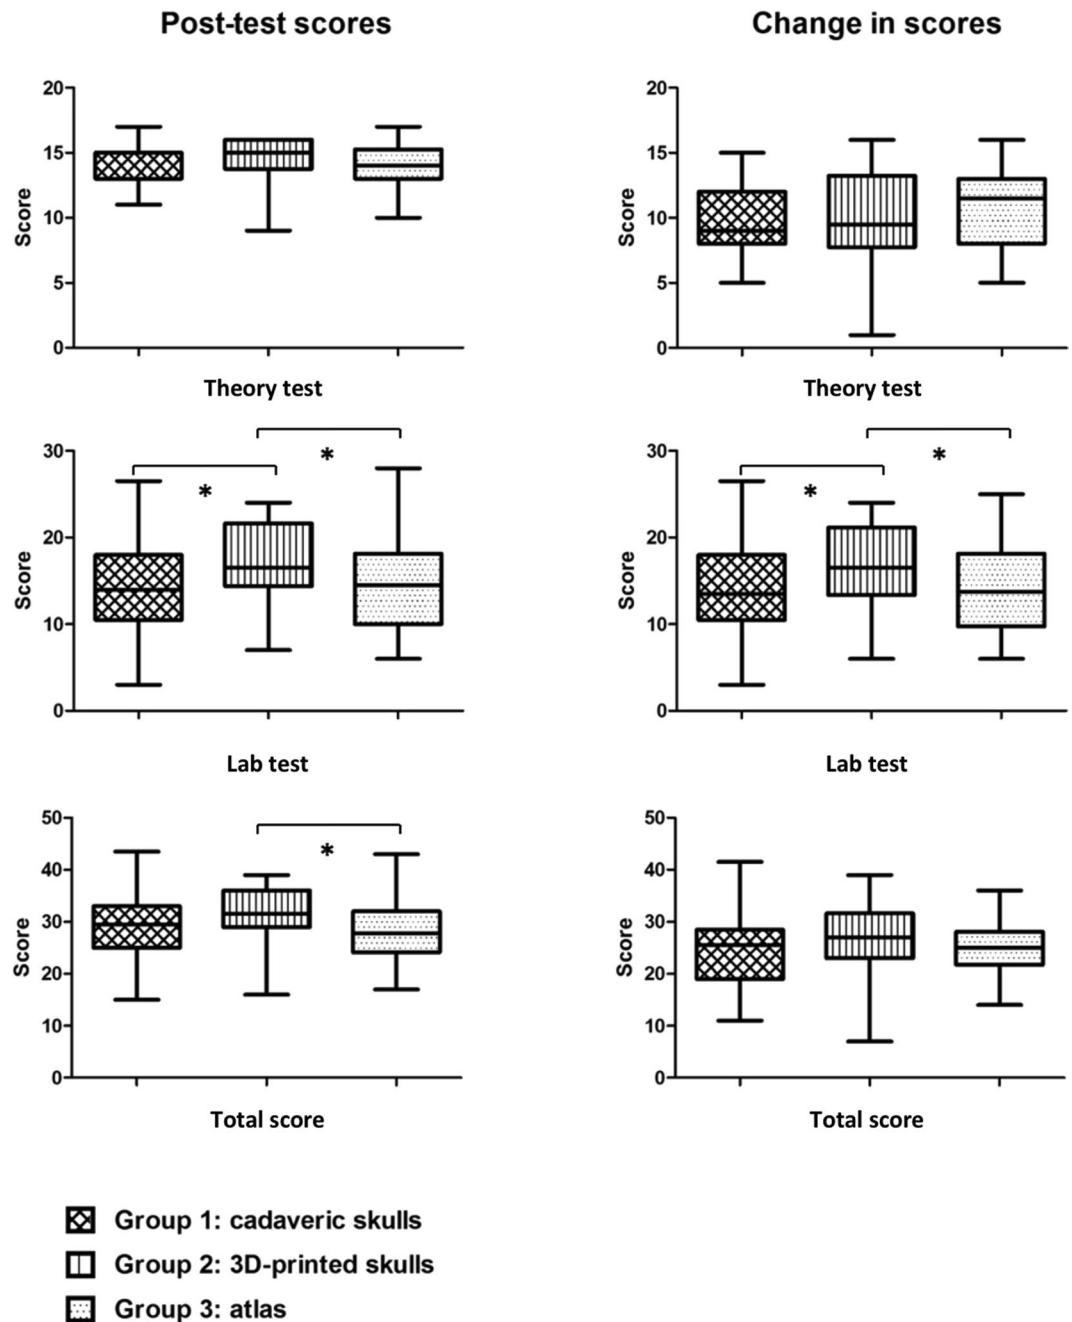 Post-test scores
Change in scores
20
15
10
5
0
Score
Theory test
20
15
10
5
0
Score
Theory test
30
20
10
0
Score
*
*
Lab test
30
20
10
0
Score
*
*
Lab test
50
40
30
20
10
0
Score
*
Total score
50
40
30
20
10
0
Score
Total score
Group 1: cadaveric skulls
Group 2: 3D-printed skulls
Group 3: atlas